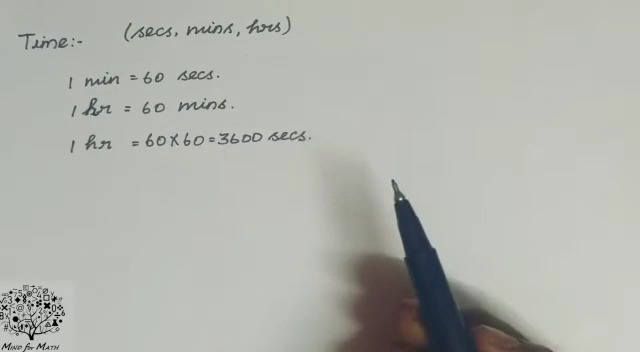 Time:- (secs, mins, hrs)
1 min = 60 secs.
1 hr = 60 mins.
1 hr = 60X60=3600 secs.
MIND for MATH